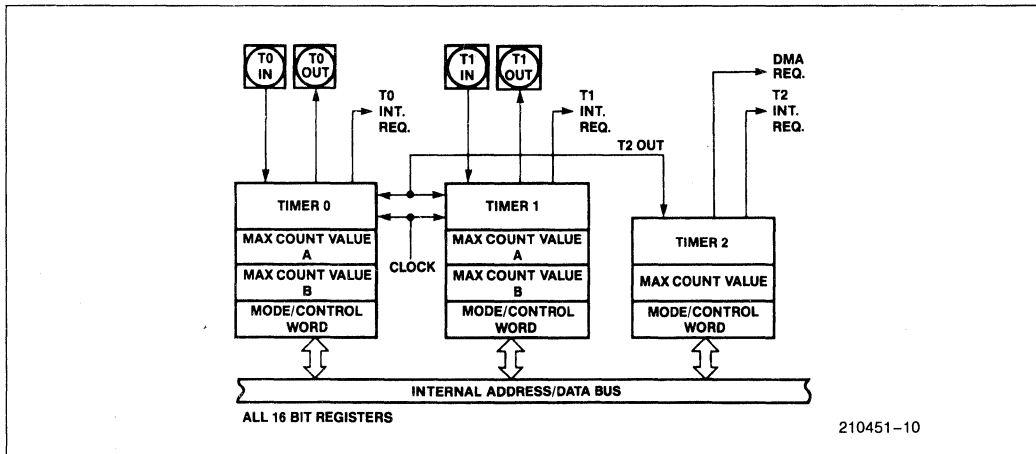 T0
IN
T0
OUT
T0
INT.
REQ.
T1
IN
T1
OUT
T1
INT.
REQ.
DMA
REQ.
T2
INT.
REQ.
T2 OUT
TIMER 0
MAX COUNT VALUE
A
MAX COUNT VALUE
B
MODE/CONTROL
WORD
CLOCK
TIMER 1
MAX COUNT VALUE
A
MAX COUNT VALUE
B
MODE/CONTROL
WORD
TIMER 2
MAX COUNT VALUE
MODE/CONTROL
WORD
INTERNAL ADDRESS/DATA BUS
ALL 16 BIT REGISTERS
210451-10